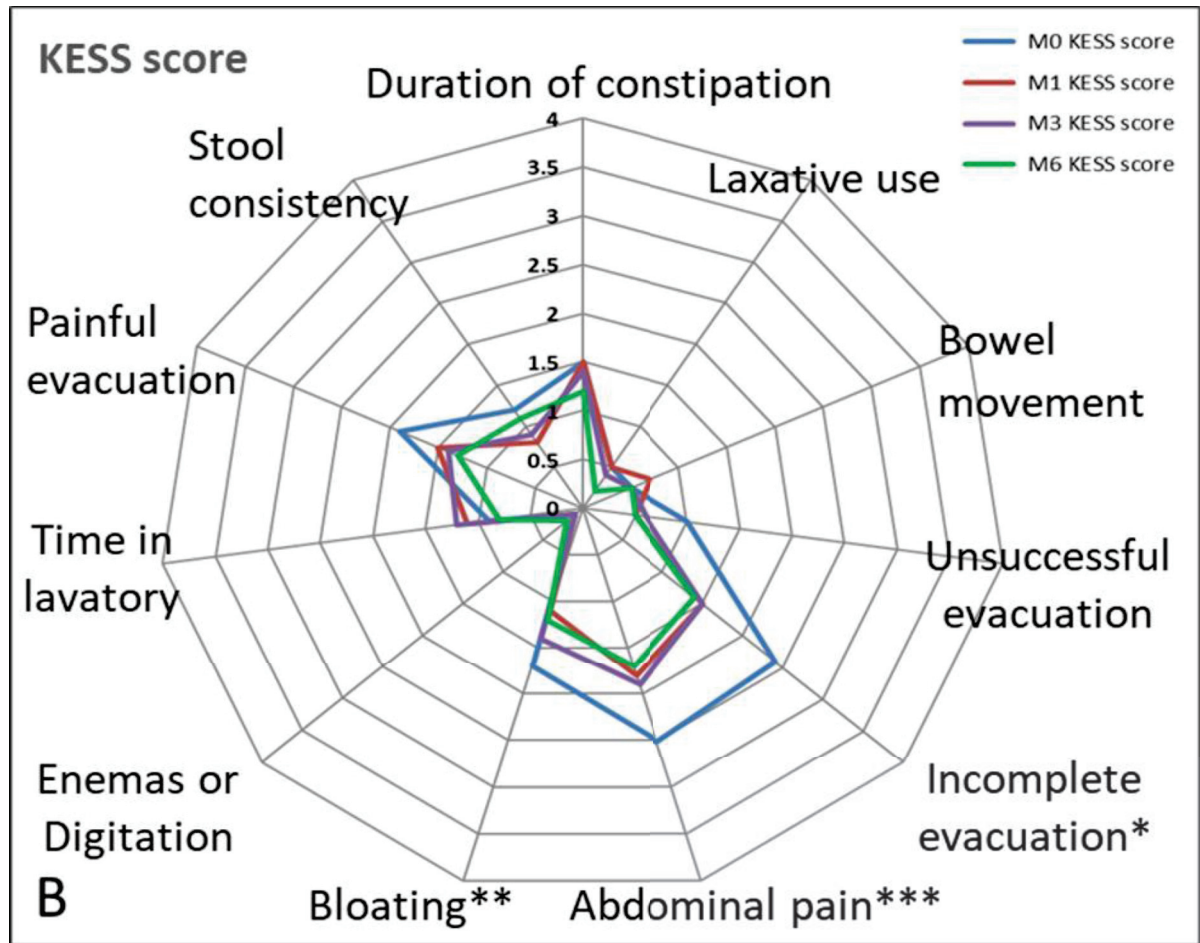 KESS score
M0 KESS score
M1 KESS score
M3 KESS score
M6 KESS score
Duration of constipation
Laxative use
Bowel
movement
Unsuccessful
evacuation
Incomplete
evacuation*
Abdominal pain***
Bloating**
Enemas or
Digitation
Time in
lavatory
Painful
evacuation
Stool
consistency
4
3.5
3
2.5
2
1.5
1
0.5
0
B